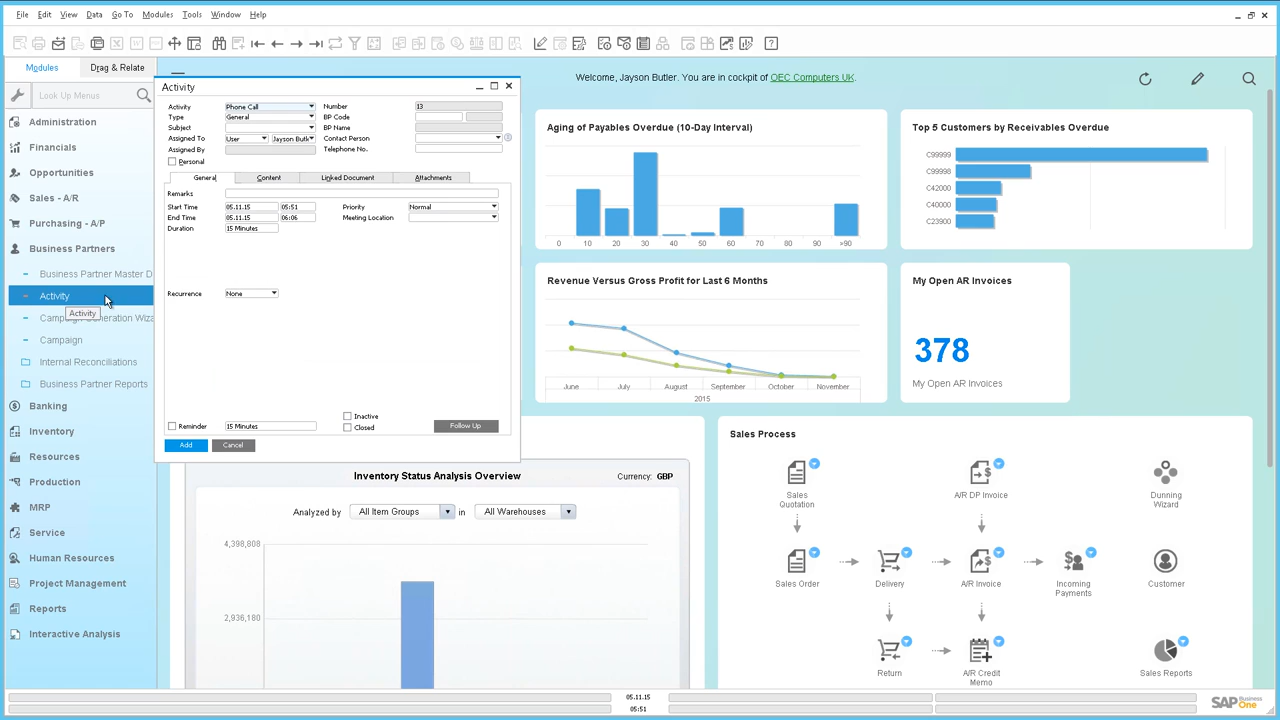 File Edit View Data Go To Modules Tools Window Help
Modules Drag & Relate
Look Up Menus
Administration
Financials
Opportunities
Sales - A/R
Purchasing - A/P
Business Partners
Business Partner Master D
Activity
Activity
Campaign Generation Wiza
Campaign
Internal Reconciliations
Business Partner Reports
Banking
Inventory
Resources
Production
MRP
Service
Human Resources
Project Management
Reports
Interactive Analysis
Activity
Activity Phone Call Number 13
Type General BP Code
Subject BP Name
Assigned To User Jayson Butle Contact Person
Assigned By Telephone No.
Personal
General Content Linked Document Attachments
Remarks
Start Time 05.11.15 05:51 Priority Normal
End Time 05.11.15 06:06 Meeting Location
Duration 15 Minutes
Recurrence None
Inactive
Reminder 15 Minutes Closed Follow Up
Add Cancel
Welcome, Jayson Butler. You are in cockpit of OEC Computers UK.
Aging of Payables Overdue (10-Day Interval)
0 10 20 30 40 50 60 70 80 >90
Top 5 Customers by Receivables Overdue
C99999
C99998
C42000
C40000
C23900
Revenue Versus Gross Profit for Last 6 Months
June July August September October November
2015
My Open AR Invoices
378
My Open AR Invoices
Inventory Status Analysis Overview Currency: GBP
Analyzed by All Item Groups in All Warehouses
4,398,808
2,936,180
Sales Process
Sales Quotation
A/R DP Invoice
Dunning Wizard
Sales Order
Delivery
A/R Invoice
Incoming Payments
Customer
Return
A/R Credit Memo
Sales Reports
05.11.15
05:51
SAP Business One